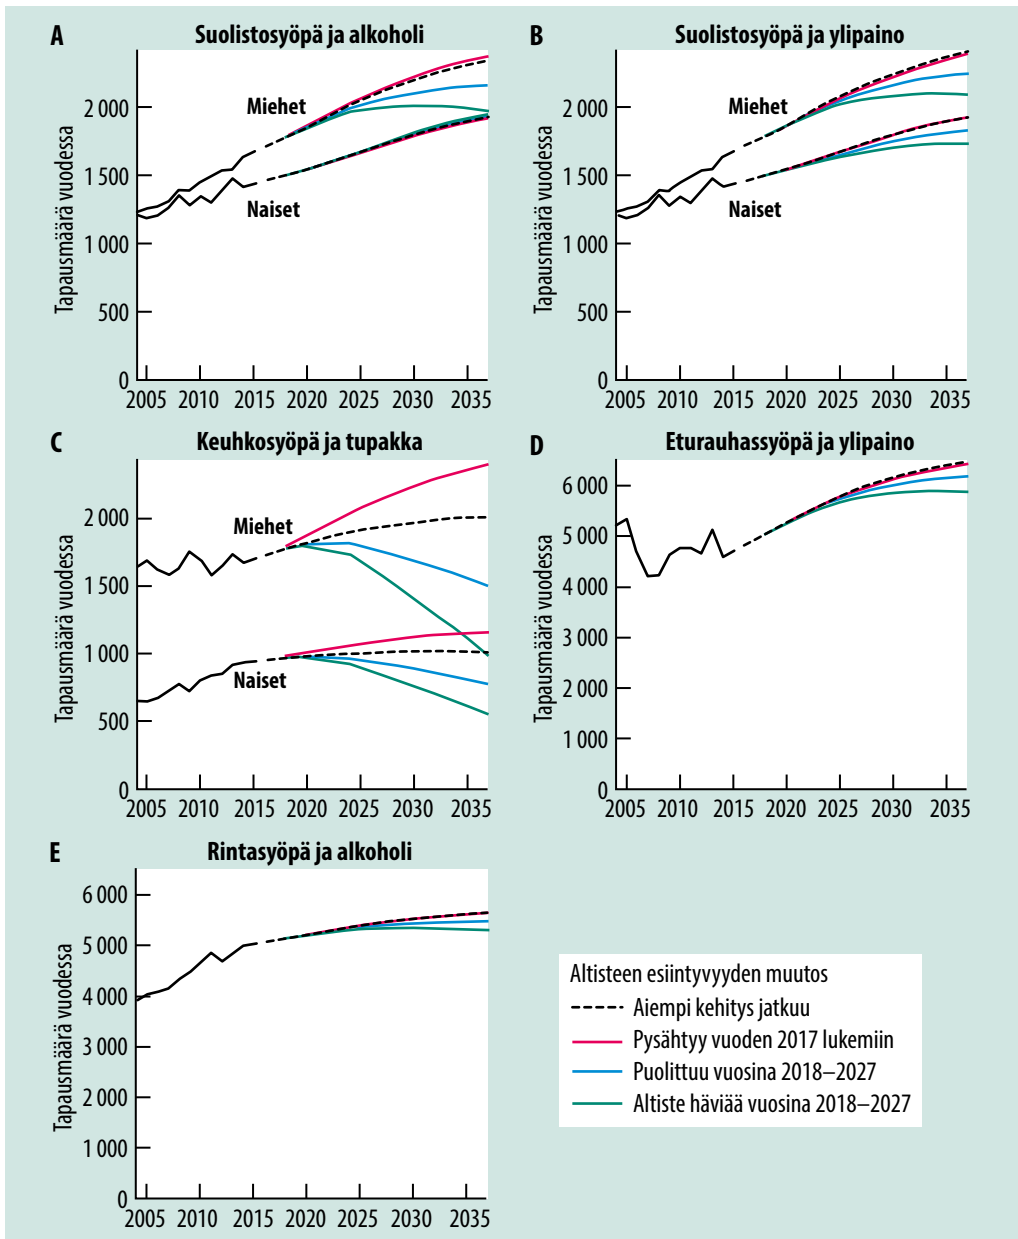 A Suolistosyöpä ja alkoholi
Tapausmäärä vuodessa
2 000
1 500
1 000
500
0
Miehet
Naiset
2005 2010 2015 2020 2025 2030 2035
B Suolistosyöpä ja ylipaino
Tapausmäärä vuodessa
2 000
1 500
1 000
500
0
Miehet
Naiset
2005 2010 2015 2020 2025 2030 2035
C Keuhkosyöpä ja tupakka
Tapausmäärä vuodessa
2 000
1 500
1 000
500
0
Miehet
Naiset
2005 2010 2015 2020 2025 2030 2035
D Eturauhassyöpä ja ylipaino
Tapausmäärä vuodessa
6 000
5 000
4 000
3 000
2 000
1 000
0
2005 2010 2015 2020 2025 2030 2035
E Rintasyöpä ja alkoholi
Tapausmäärä vuodessa
6 000
5 000
4 000
3 000
2 000
1 000
0
2005 2010 2015 2020 2025 2030 2035
Altisteen esiintyvyyden muutos
Aiempi kehitys jatkuu
Pysähtyy vuoden 2017 lukemiin
Puolittuu vuosina 2018–2027
Altiste häviää vuosina 2018–2027